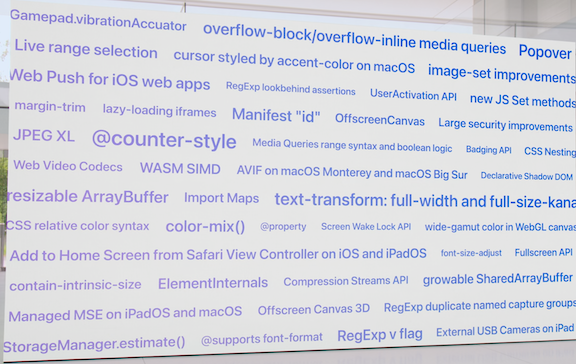 Gamepad.vibrationAccuator overflow-block/overflow-inline media queries Popover
Live range selection cursor styled by accent-color on macOS image-set improvements
Web Push for iOS web apps RegExp lookbehind assertions UserActivation API new JS Set methods
margin-trim lazy-loading iframes Manifest "id" OffscreenCanvas Large security improvements
JPEG XL @counter-style Media Queries range syntax and boolean logic Badging API CSS Nesting
Web Video Codecs WASM SIMD AVIF on macOS Monterey and macOS Big Sur Declarative Shadow DOM
resizable ArrayBuffer Import Maps text-transform: full-width and full-size-kana
CSS relative color syntax color-mix() @property Screen Wake Lock API wide-gamut color in WebGL canvas
Add to Home Screen from Safari View Controller on iOS and iPadOS font-size-adjust Fullscreen API
contain-intrinsic-size ElementInternals Compression Streams API growable SharedArrayBuffer
Managed MSE on iPadOS and macOS Offscreen Canvas 3D RegExp duplicate named capture groups
StorageManager.estimate() @supports font-format RegExp v flag External USB Cameras on iPad